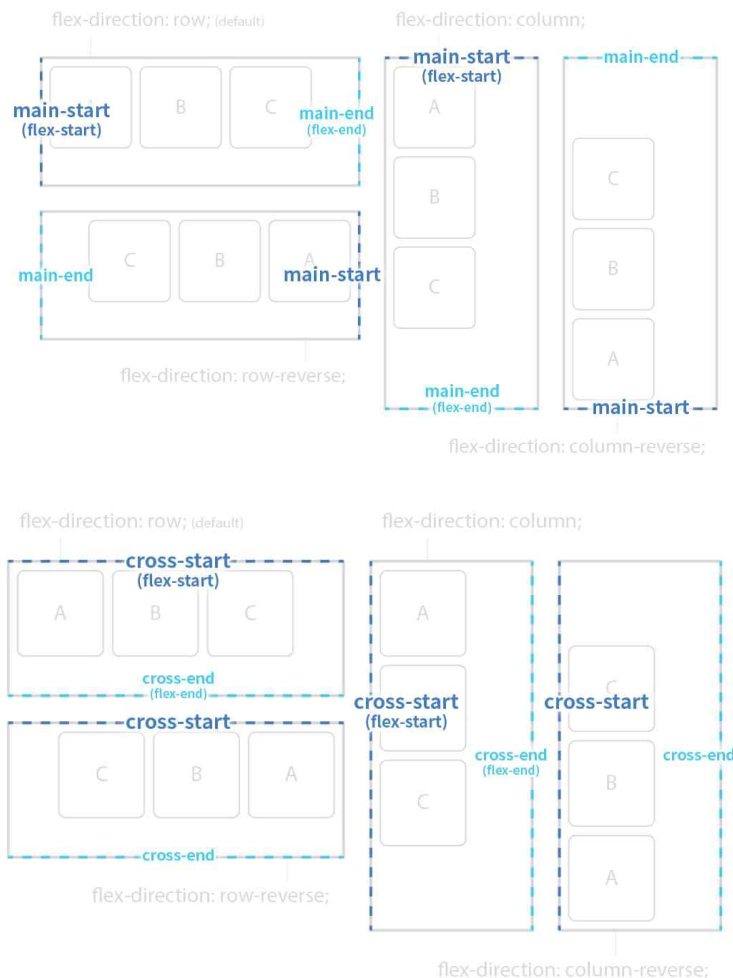 flex-direction: row; (default)
flex-direction: column;
main-start
(flex-start)
A
B
C
main-end
(flex-end)
main-end
C
B
A
main-start
flex-direction: row-reverse;
main-start
(flex-start)
A
B
C
main-end
(flex-end)
main-end
C
B
A
main-start
flex-direction: column-reverse;
flex-direction: row; (default)
flex-direction: column;
cross-start
(flex-start)
A
B
C
cross-end
(flex-end)
cross-start
C
B
A
cross-end
flex-direction: row-reverse;
A
cross-start
(flex-start)
cross-end
(flex-end)
C
C
cross-start
cross-end
B
A
flex-direction: column-reverse;